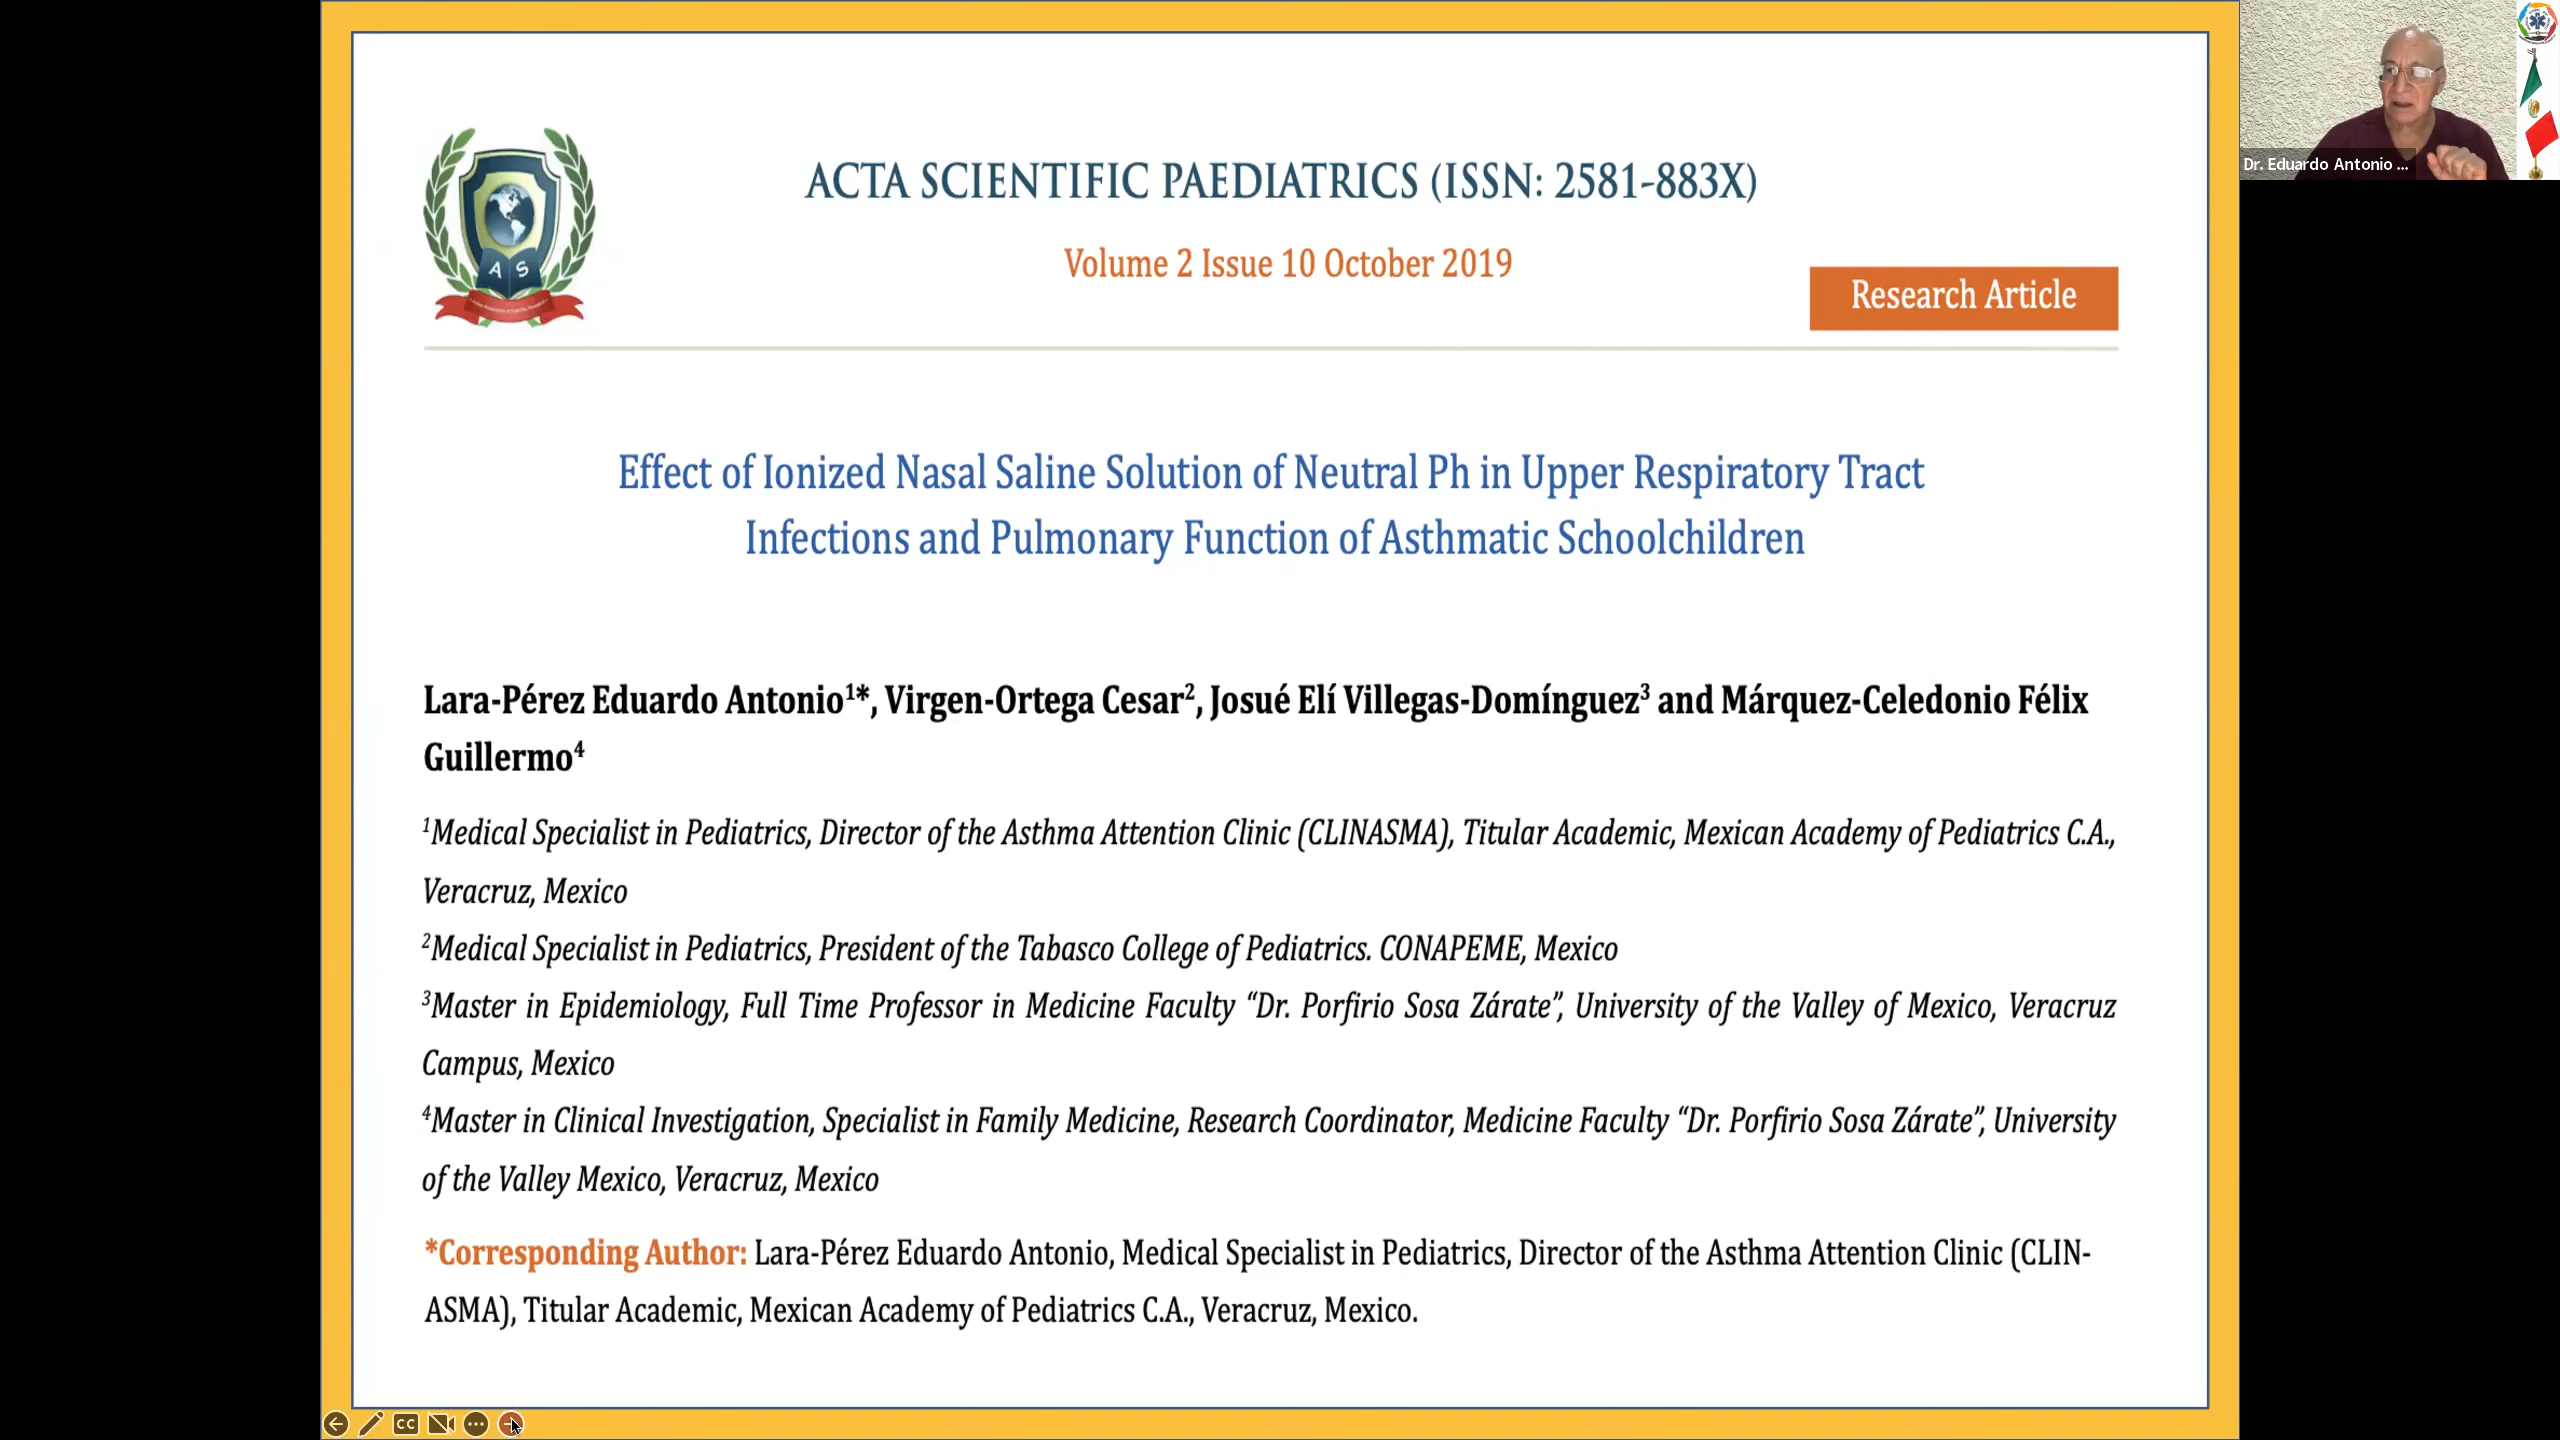 ACTA SCIENTIFIC PAEDIATRICS (ISSN: 2581-883X)
Volume 2 Issue 10 October 2019
Research Article
A S
Effect of Ionized Nasal Saline Solution of Neutral Ph in Upper Respiratory Tract
Infections and Pulmonary Function of Asthmatic Schoolchildren
Lara-Pérez Eduardo Antonio¹*, Virgen-Ortega Cesar², Josué Elí Villegas-Domínguez³ and Márquez-Celedonio Félix
Guillermo⁴
¹Medical Specialist in Pediatrics, Director of the Asthma Attention Clinic (CLINASMA), Titular Academic, Mexican Academy of Pediatrics C.A.,
Veracruz, Mexico
²Medical Specialist in Pediatrics, President of the Tabasco College of Pediatrics. CONAPEME, Mexico
³Master in Epidemiology, Full Time Professor in Medicine Faculty “Dr. Porfirio Sosa Zárate”, University of the Valley of Mexico, Veracruz
Campus, Mexico
⁴Master in Clinical Investigation, Specialist in Family Medicine, Research Coordinator, Medicine Faculty “Dr. Porfirio Sosa Zárate”, University
of the Valley Mexico, Veracruz, Mexico
*Corresponding Author: Lara-Pérez Eduardo Antonio, Medical Specialist in Pediatrics, Director of the Asthma Attention Clinic (CLIN-
ASMA), Titular Academic, Mexican Academy of Pediatrics C.A., Veracruz, Mexico.
Dr. Eduardo Antonio ...
CC